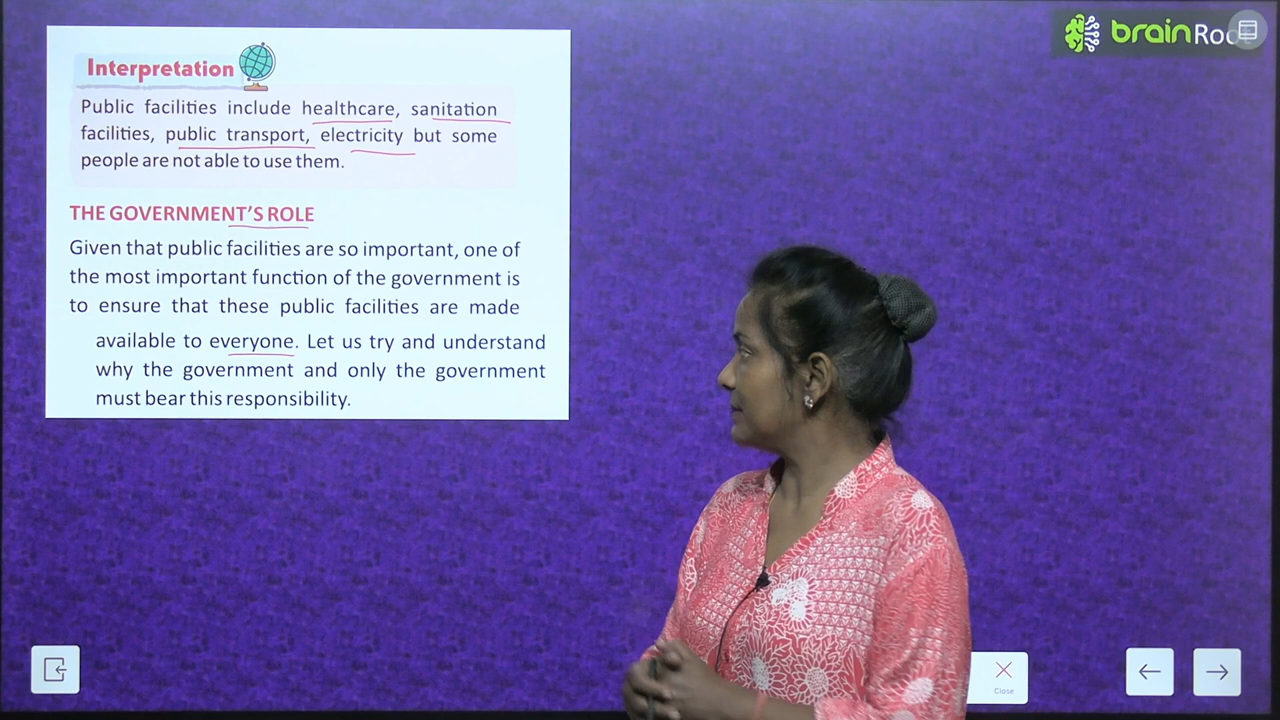 Interpretation
Public facilities include healthcare, sanitation
facilities, public transport, electricity but some
people are not able to use them.
THE GOVERNMENT'S ROLE
Given that public facilities are so important, one of
the most important function of the government is
to ensure that these public facilities are made
available to everyone. Let us try and understand
why the government and only the government
must bear this responsibility.
brain
Close